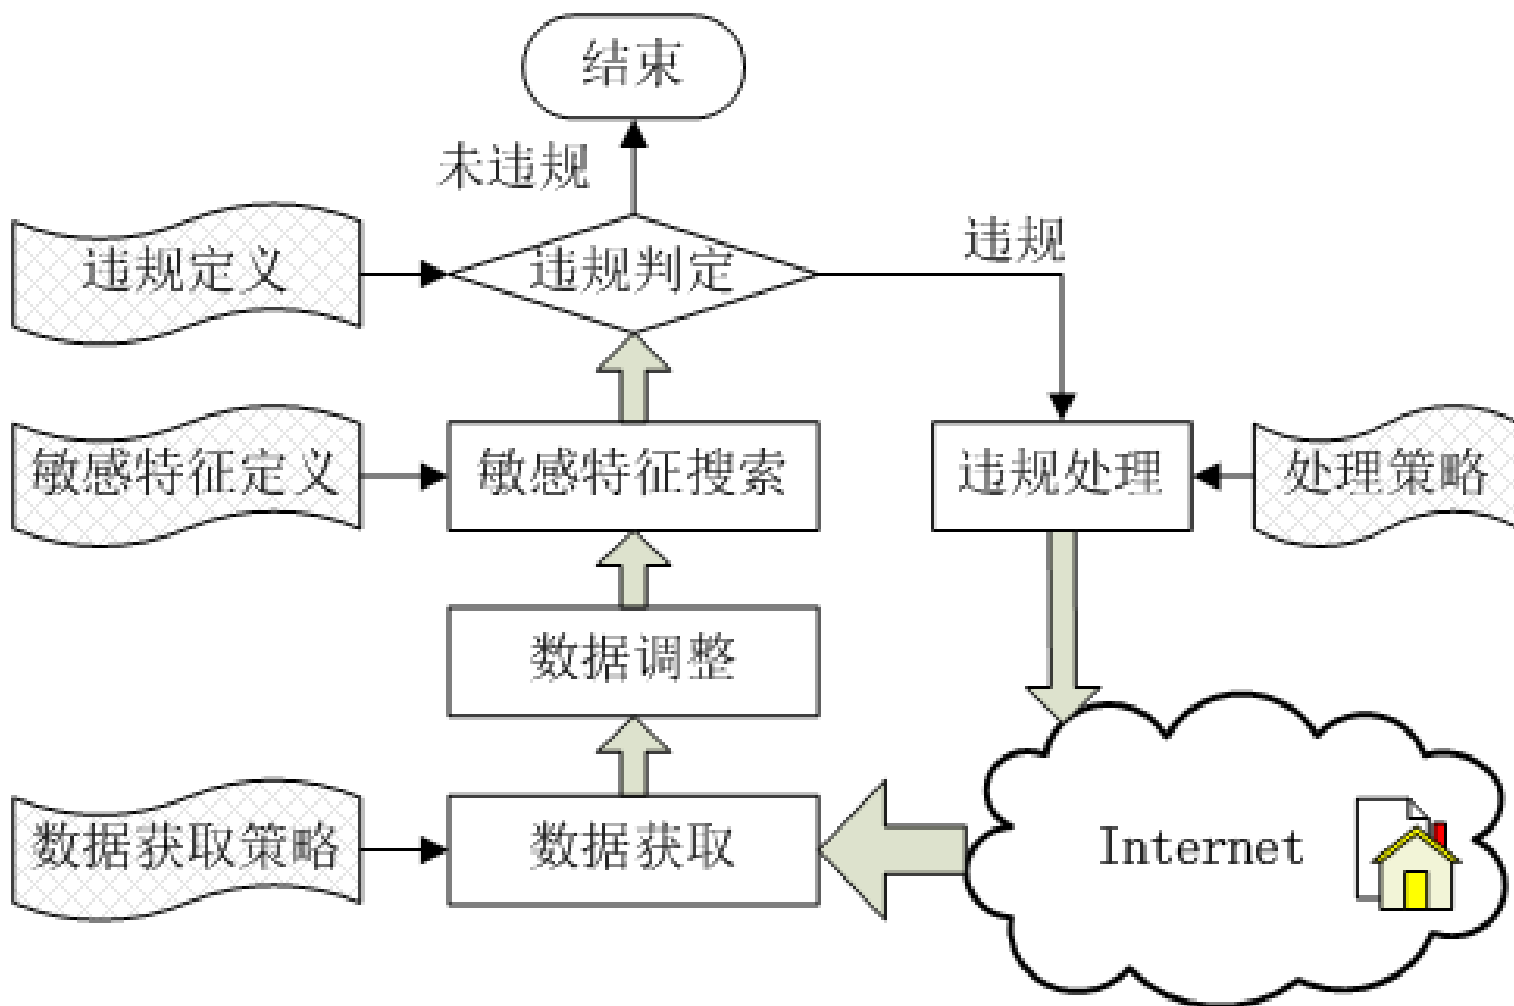 结束
未违规
违规
违规定义
违规判定
敏感特征定义
敏感特征搜索
违规处理
处理策略
数据调整
数据获取策略
数据获取
Internet